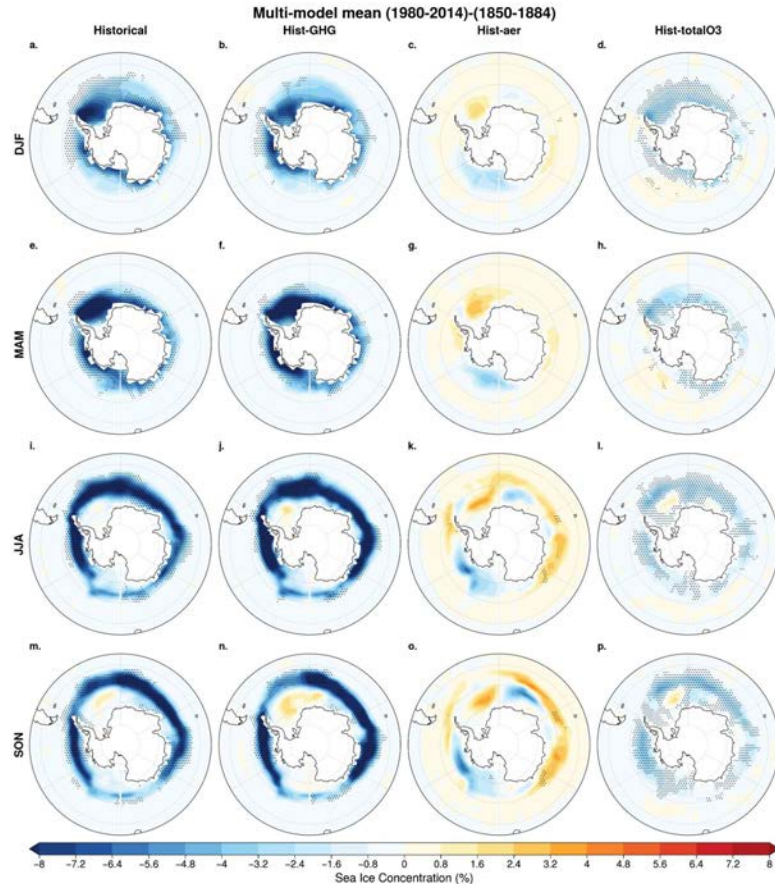 Multi-model mean (1980-2014)-(1850-1884)
Historical Hist-GHG Hist-aer Hist-totalO3
a. b. c. d.
DJF
e. f. g. h.
MAM
i. j. k. l.
JJA
m. n. o. p.
SON
−8 −7.2 −6.4 −5.6 −4.8 −4 −3.2 −2.4 −1.6 −0.8 0 0.8 1.6 2.4 3.2 4 4.8 5.6 6.4 7.2 8
Sea Ice Concentration (%)